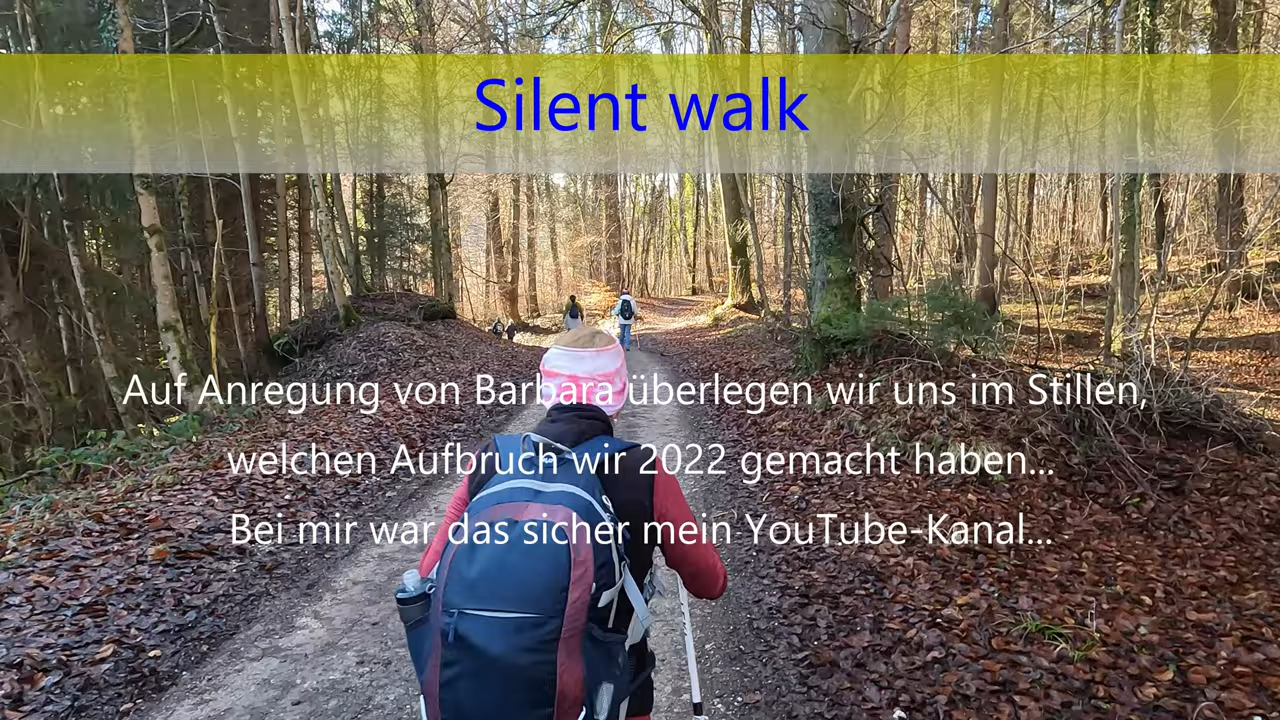 Silent walk
Auf Anregung von Barbara überlegen wir uns im Stillen,
welchen Aufbruch wir 2022 gemacht haben...
Bei mir war das sicher mein YouTube-Kanal...